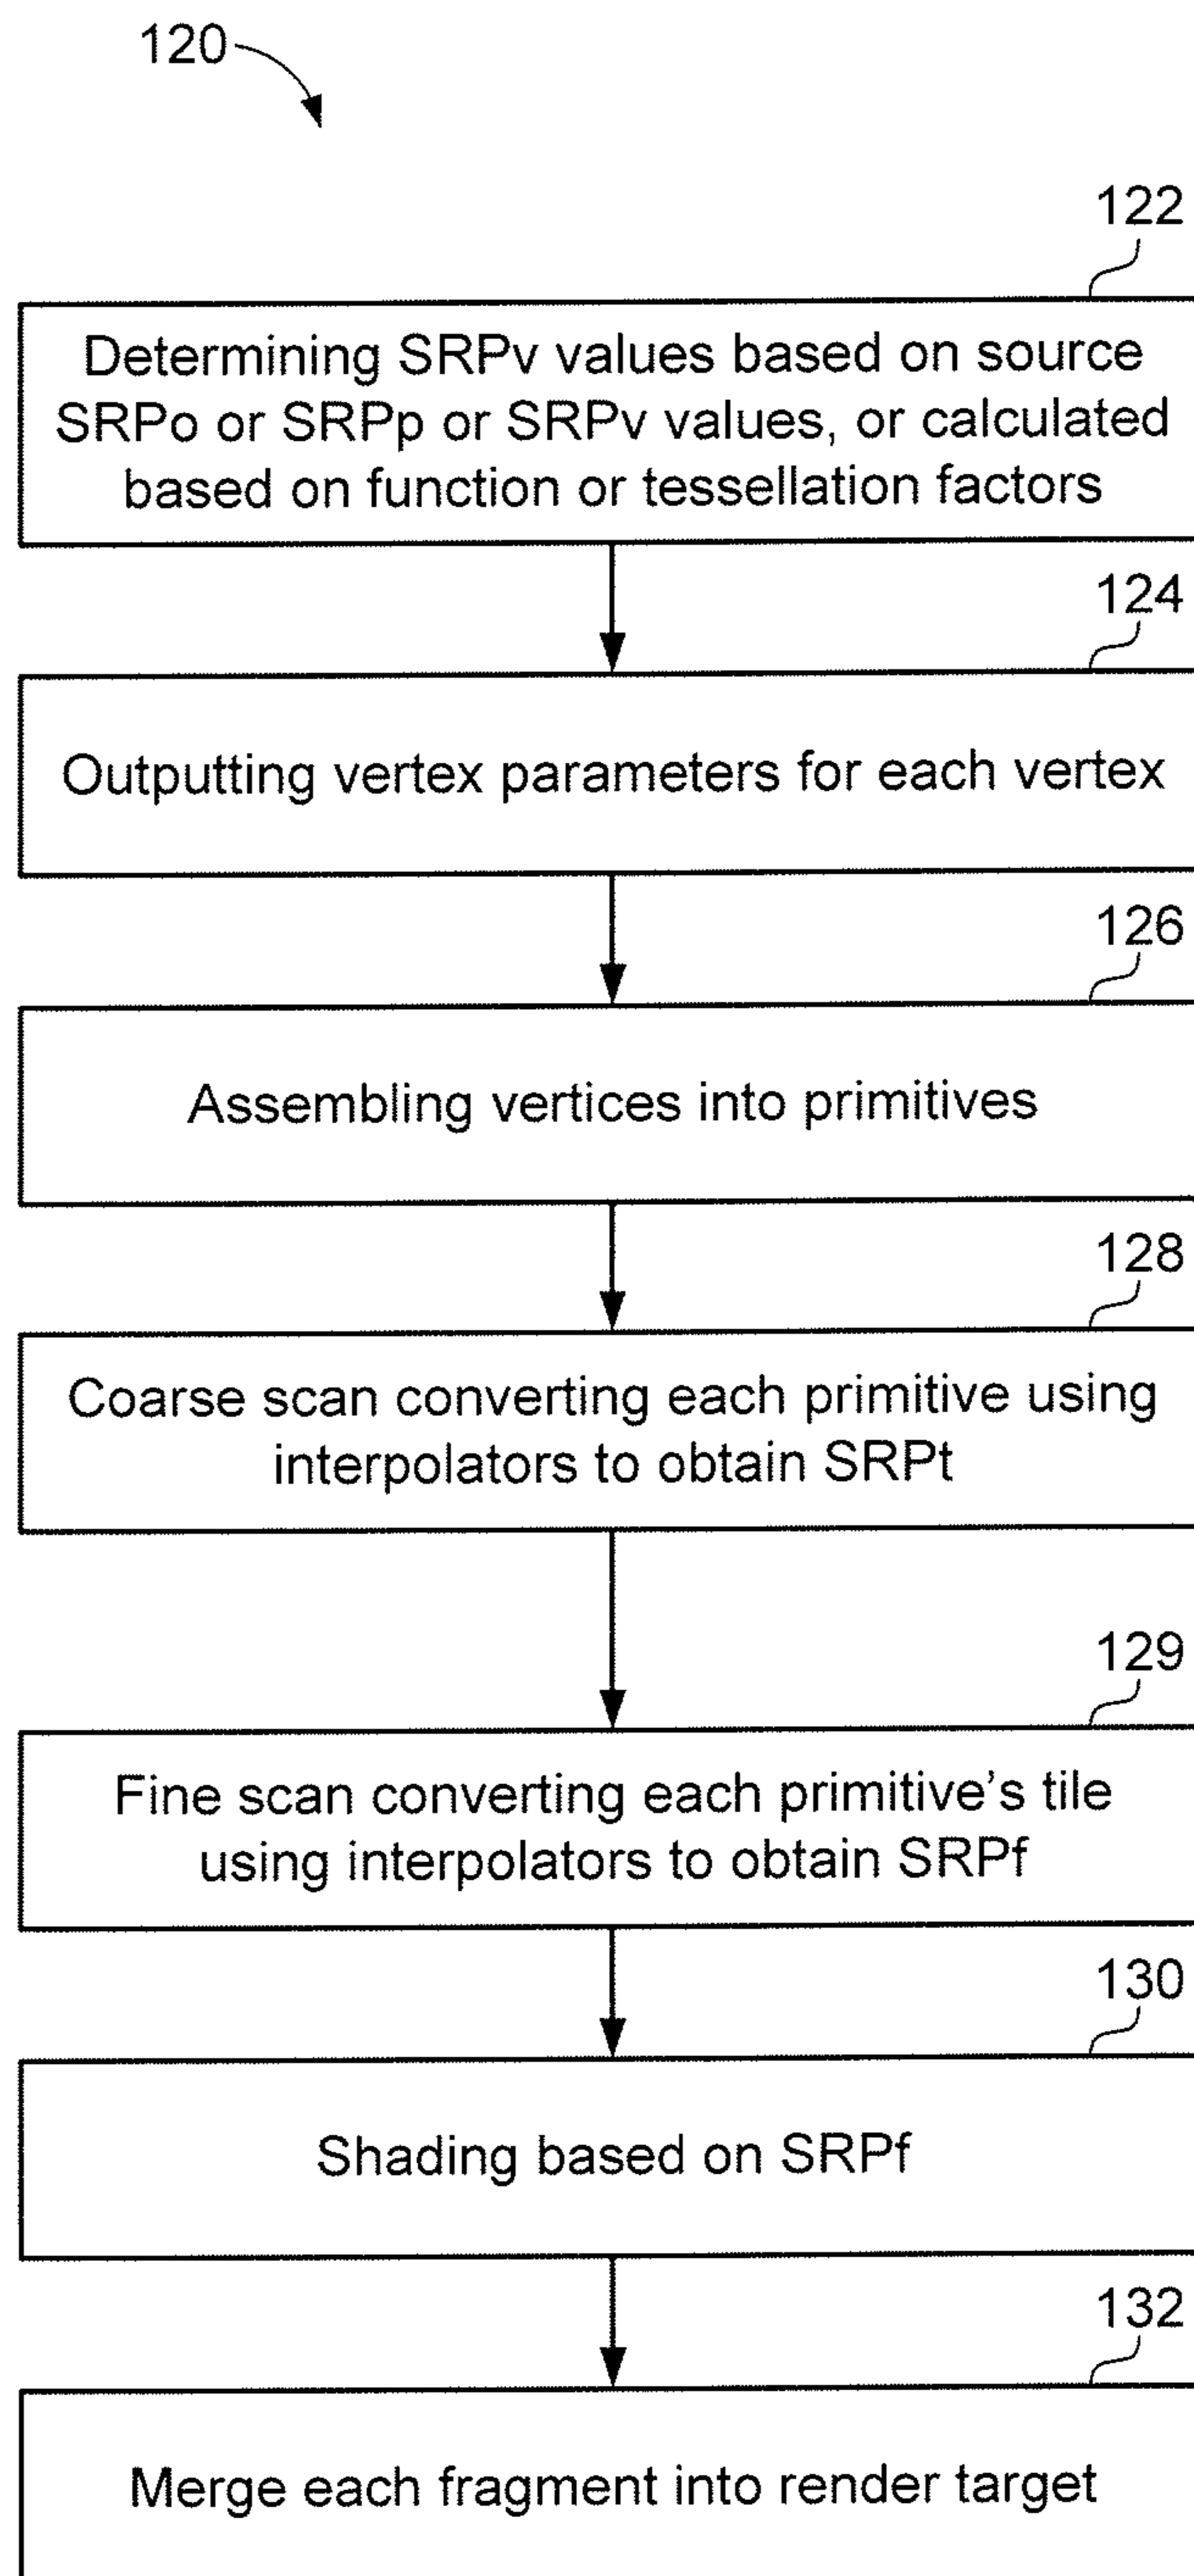 120
122
Determining SRPv values based on source
SRPo or SRPp or SRPv values, or calculated
based on function or tessellation factors
124
Outputting vertex parameters for each vertex
126
Assembling vertices into primitives
128
Coarse scan converting each primitive using
interpolators to obtain SRPt
129
Fine scan converting each primitive's tile
using interpolators to obtain SRPf
130
Shading based on SRPf
132
Merge each fragment into render target